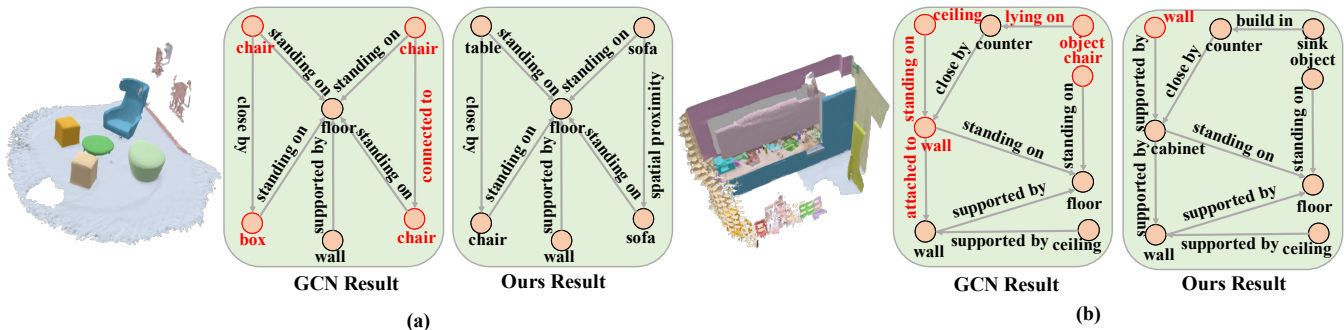 chair
chair
standing on
standing on
close by
connected to
floor
standing on
supported by
standing on
box
wall
chair
GCN Result
table
sofa
standing on
standing on
close by
spatial proximity
floor
standing on
supported by
standing on
chair
wall
sofa
Ours Result
(a)
ceiling
lying on
counter
object
chair
standing on
close by
wall
standing on
standing on
attached to
supported by
floor
wall
supported by
ceiling
GCN Result
wall
build in
counter
sink
object
supported by
close by
cabinet
standing on
standing on
supported by
supported by
floor
wall
supported by
ceiling
Ours Result
(b)